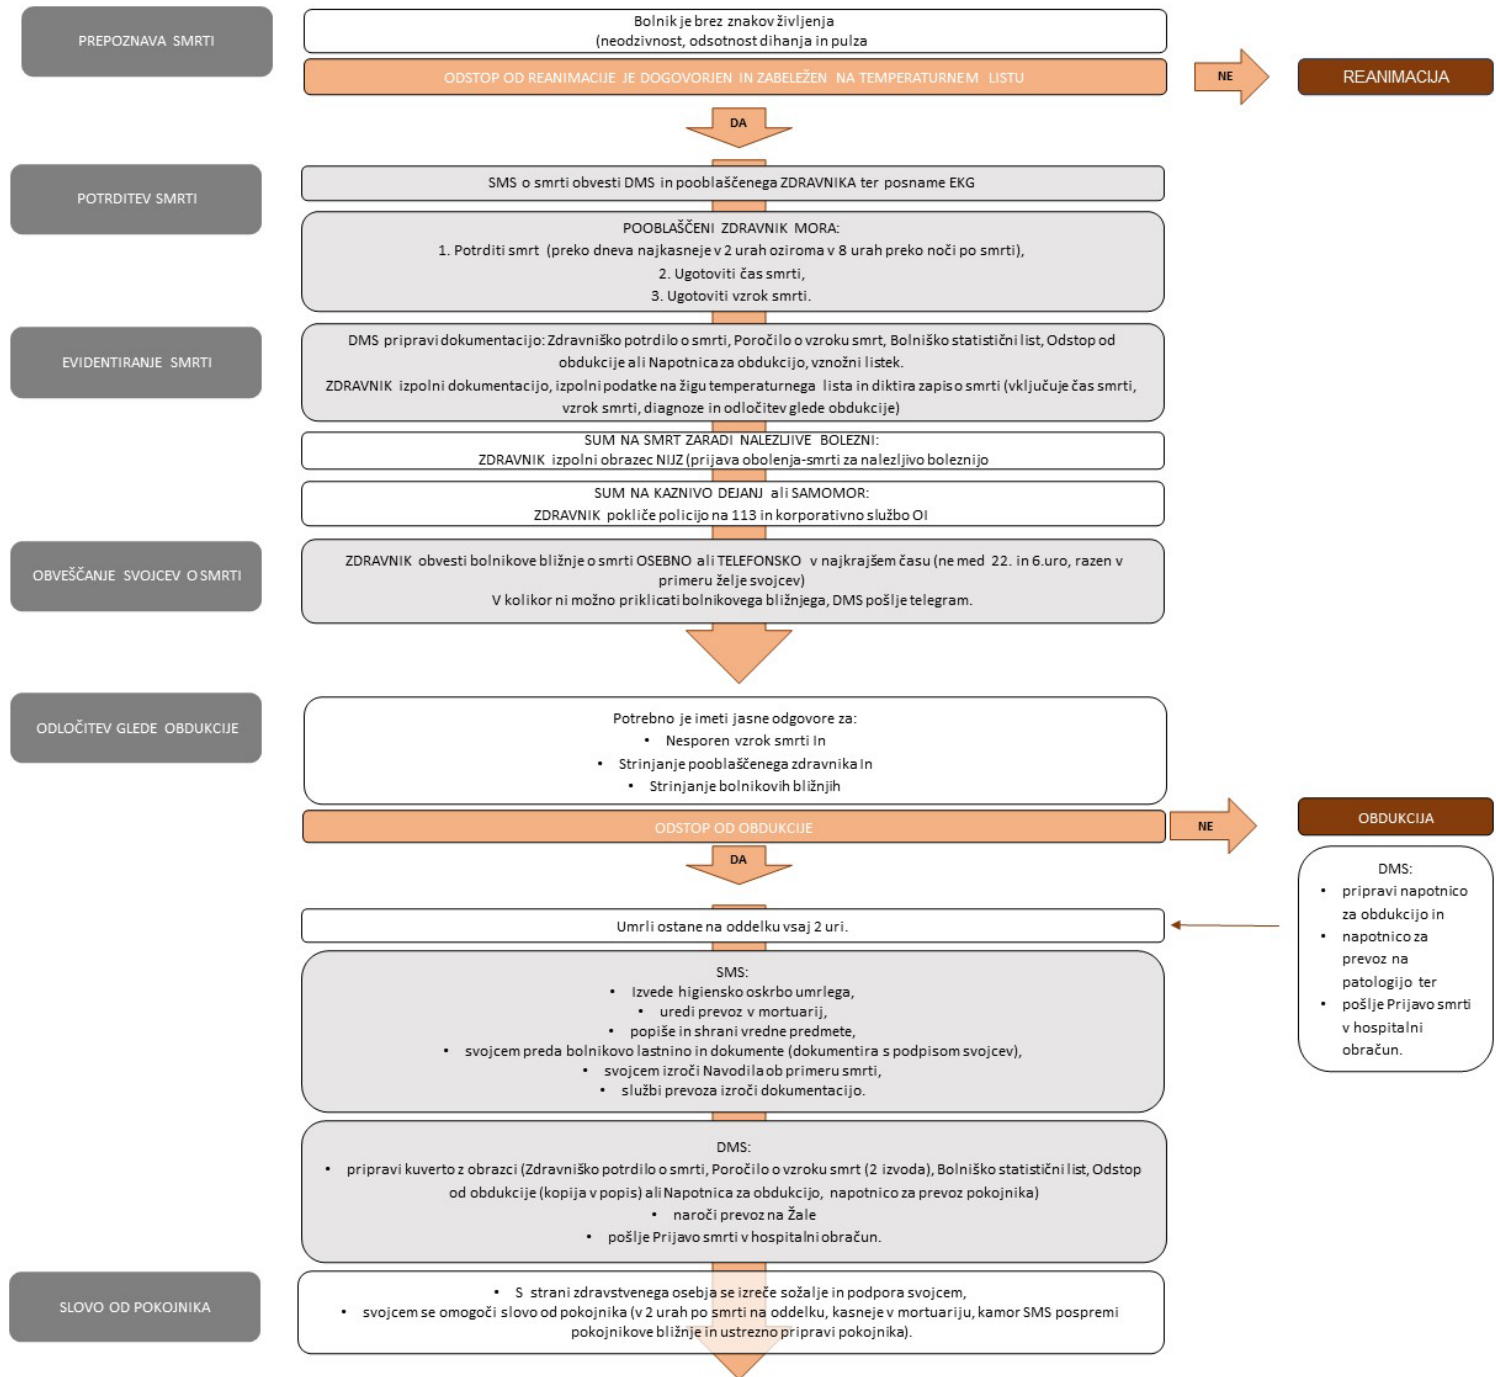 PREPOZNAVA SMRTI
Bolnik je brez znakov življenja
(neodzivnost, odsotnost dihanja in pulza
ODSTOP OD REANIMACIJE JE DOGOVORJEN IN ZABELEŽEN NA TEMPERATURNEM LISTU
NE
REANIMACIJA
DA
POTRDITEV SMRTI
SMS o smrti obvesti DMS in pooblaščenega ZDRAVNIKA ter posname EKG
POOBLAŠČENI ZDRAVNIK MORA:
1. Potrditi smrt (preko dneva najkasneje v 2 urah oziroma v 8 urah preko noči po smrti),
2. Ugotoviti čas smrti,
3. Ugotoviti vzrok smrti.
EVIDENTIRANJE SMRTI
DMS pripravi dokumentacijo: Zdravniško potrdilo o smrti, Poročilo o vzroku smrt, Bolniško statistični list, Odstop od
obdukcije ali Napotnica za obdukcijo, vznožni listek.
ZDRAVNIK izpolni dokumentacijo, izpolni podatke na žigu temperaturnega lista in diktira zapis o smrti (vključuje čas smrti,
vzrok smrti, diagnoze in odločitev glede obdukcije)
SUM NA SMRT ZARADI NALEZLJIVE BOLEZNI:
ZDRAVNIK izpolni obrazec NIJZ (prijava obolenja-smrti za nalezljivo boleznijo
SUM NA KAZNIVO DEJANJ ali SAMOMOR:
ZDRAVNIK pokliče policijo na 113 in korporativno službo OI
OBVEŠČANJE SVOJCEV O SMRTI
ZDRAVNIK obvesti bolnikove bližnje o smrti OSEBNO ali TELEFONSKO v najkrajšem času (ne med 22. in 6.uro, razen v
primeru želje svojcev)
V kolikor ni možno priklicati bolnikovega bližnjega, DMS pošlje telegram.
ODLOČITEV GLEDE OBDUKCIJE
Potrebno je imeti jasne odgovore za:
• Nesporen vzrok smrti In
• Strinjanje pooblaščenega zdravnika In
• Strinjanje bolnikovih bližnjih
ODSTOP OD OBDUKCIJE
NE
OBDUKCIJA
DA
DMS:
• pripravi napotnico
za obdukcijo in
• napotnico za
prevoz na
patologijo ter
• pošlje Prijavo smrti
v hospitalni
obračun.
Umrli ostane na oddelku vsaj 2 uri.
SMS:
• Izvede higiensko oskrbo umrlega,
• uredi prevoz v mortuarij,
• popiše in shrani vredne predmete,
• svojcem preda bolnikovo lastnino in dokumente (dokumentira s podpisom svojcev),
• svojcem izroči Navodila ob primeru smrti,
• službi prevoza izroči dokumentacijo.
DMS:
• pripravi kuverto z obrazci (Zdravniško potrdilo o smrti, Poročilo o vzroku smrt (2 izvoda), Bolniško statistični list, Odstop
od obdukcije (kopija v popis) ali Napotnica za obdukcijo, napotnico za prevoz pokojnika)
• naroči prevoz na Žale
• pošlje Prijavo smrti v hospitalni obračun.
SLOVO OD POKOJNIKA
• S strani zdravstvenega osebja se izreče sožalje in podpora svojcem,
• svojcem se omogoči slovo od pokojnika (v 2 urah po smrti na oddelku, kasneje v mortuariju, kamor SMS pospremi
pokojnikove bližnje in ustrezno pripravi pokojnika).